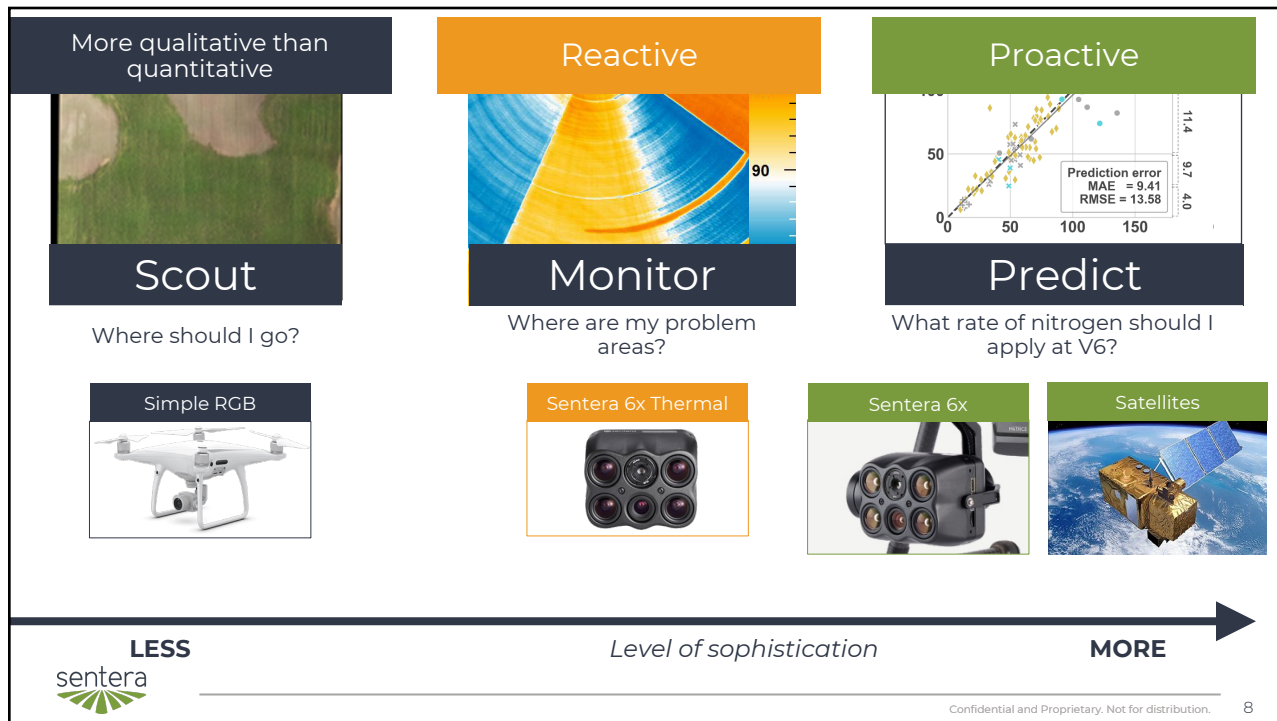 More qualitative than
quantitative
Reactive
Proactive
90
100
50
0
0
50
100
150
11.4
9.7
4.0
Prediction error
MAE = 9.41
RMSE = 13.58
Scout
Monitor
Predict
Where should I go?
Where are my problem
areas?
What rate of nitrogen should I
apply at V6?
Simple RGB
Sentera 6x Thermal
Sentera 6x
Satellites
LESS
Level of sophistication
MORE
sentera
Confidential and Proprietary. Not for distribution.
8